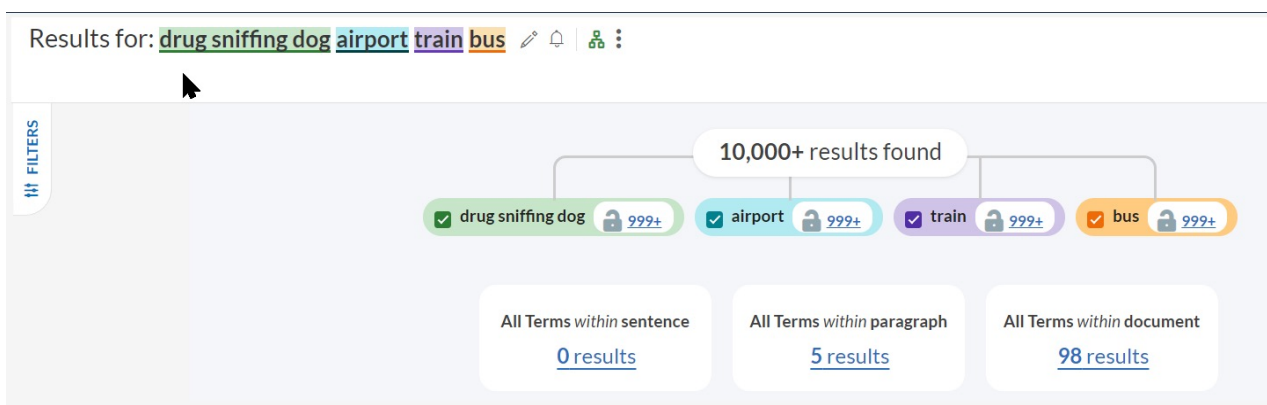 Results for: drug sniffing dog airport train bus
FILTERS
10,000+ results found
drug sniffing dog 999+
airport 999+
train 999+
bus 999+
All Terms within sentence
0 results
All Terms within paragraph
5 results
All Terms within document
98 results